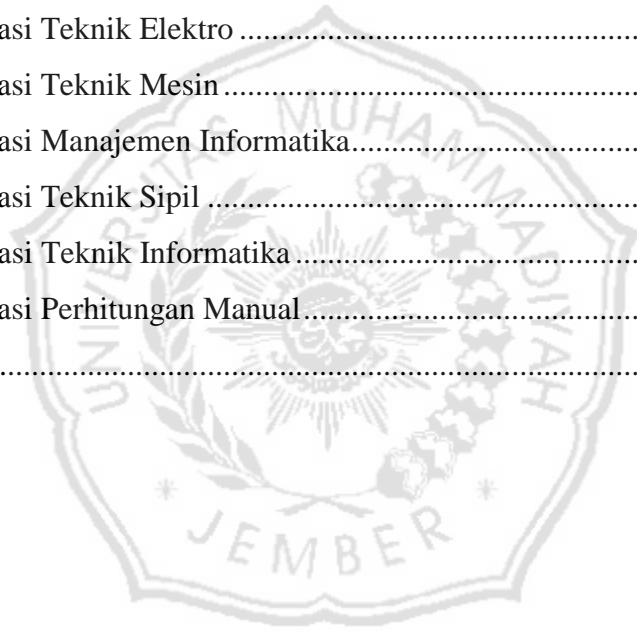 asi Teknik Elektro ........................................................
asi Teknik Mesin ...........................................................
asi Manajemen Informatika.......................................
asi Teknik Sipil .............................................................
asi Teknik Informatika ................................................
asi Perhitungan Manual..............................................
..........................................................................................
UNIVERSITAS MUHAMMADIYAH
* JEMBER *